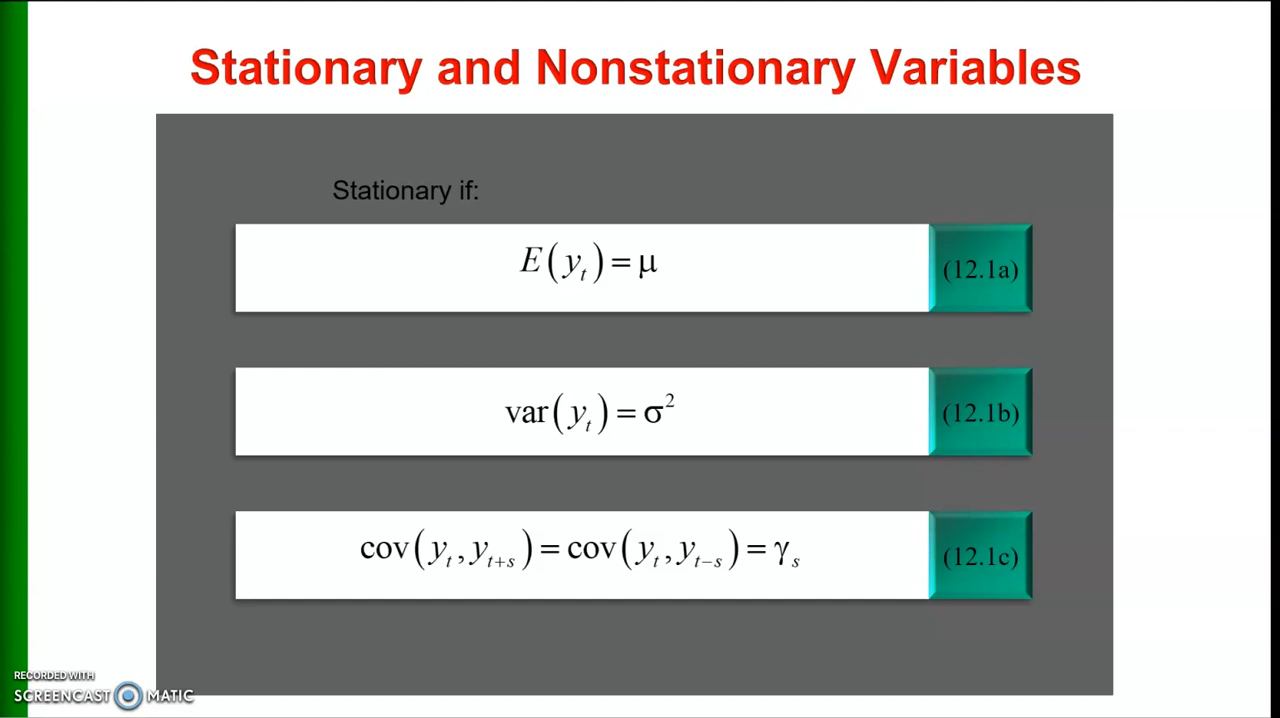 Stationary and Nonstationary Variables
Stationary if:
E(y_t) = μ (12.1a)
var(y_t) = σ² (12.1b)
cov(y_t, y_{t+s}) = cov(y_t, y_{t−s}) = γ_s (12.1c)
RECORDED WITH
SCREENCAST MATIC